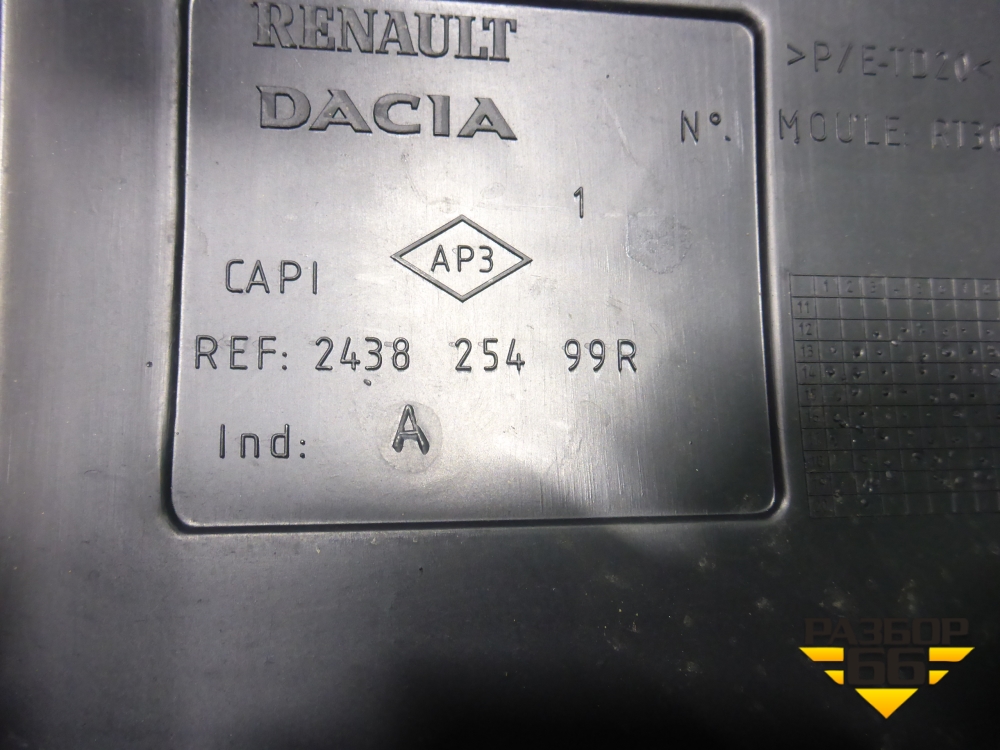 RENAULT
DACIA
>P/E-TD20<
N°. MOULE:
1
AP3
CAPI
REF: 2438 254 99R
Ind: A
РАЗБОР
66